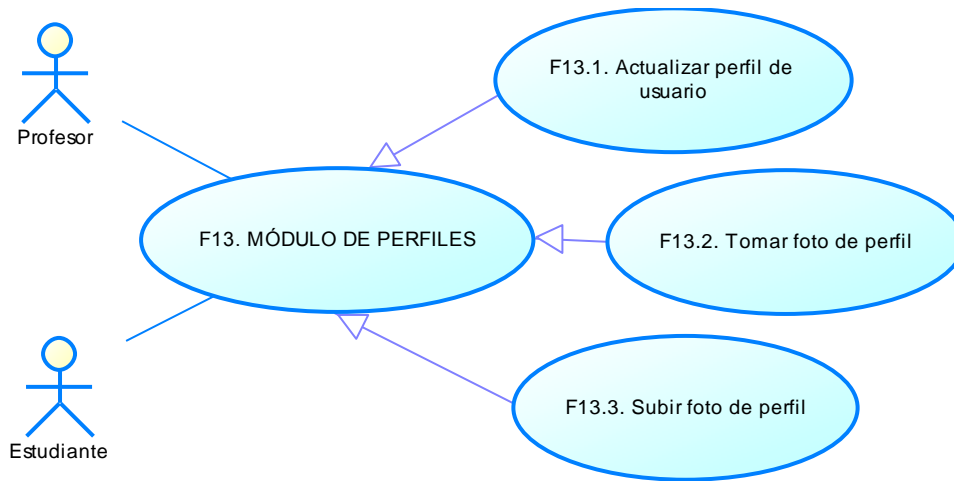 F13.1. Actualizar perfil de
usuario
Profesor
F13. MÓDULO DE PERFILES
F13.2. Tomar foto de perfil
F13.3. Subir foto de perfil
Estudiante